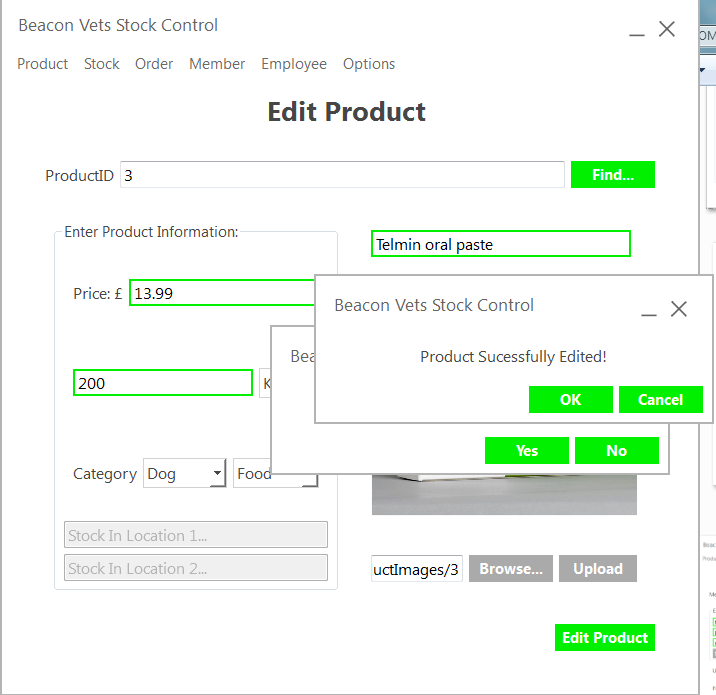 Beacon Vets Stock Control
Product Stock Order Member Employee Options
Edit Product
ProductID 3 Find...
Enter Product Information:
Telmin oral paste
Price: £ 13.99
Beacon Vets Stock Control
Product Sucessfully Edited!
OK Cancel
200
Yes No
Category Dog Food
Stock In Location 1...
Stock In Location 2...
uctImages/3 Browse... Upload
Edit Product